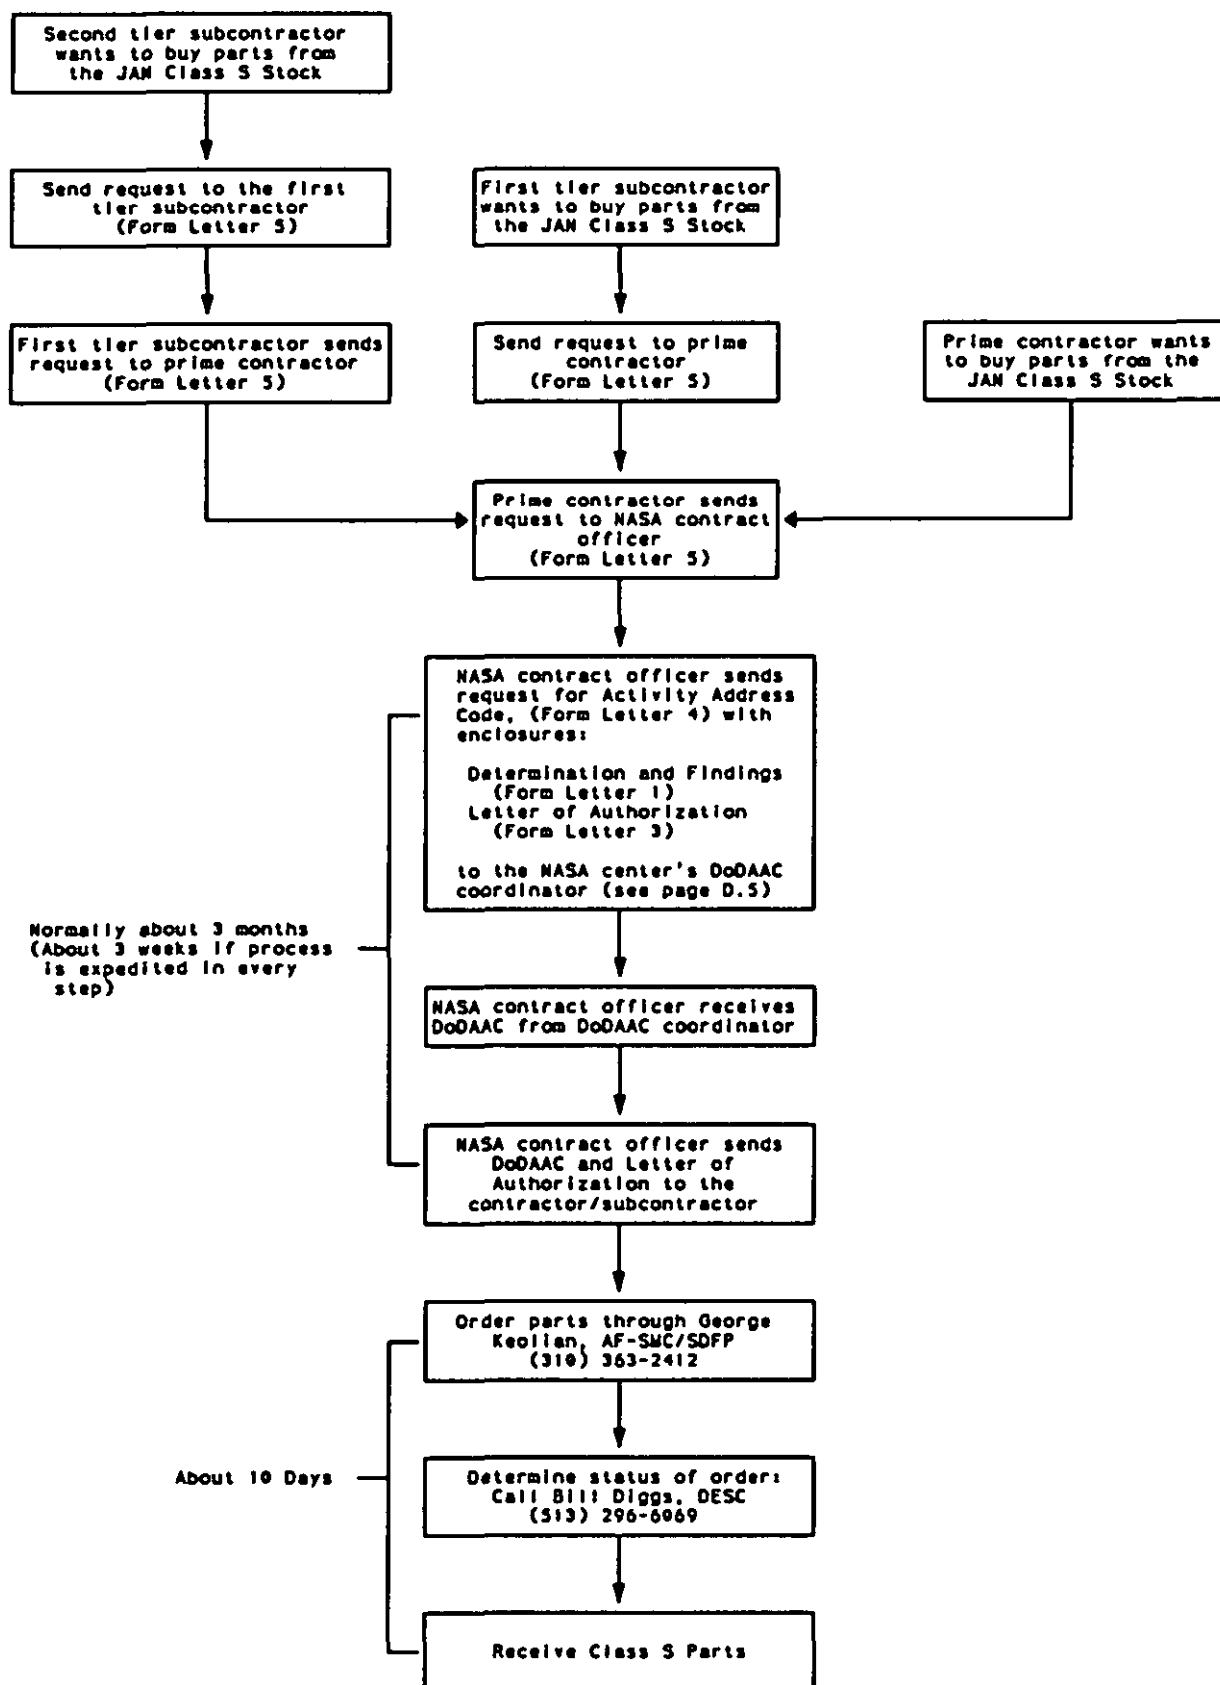 Second tier subcontractor
wants to buy parts from
the JAN Class S Stock
Send request to the first
tier subcontractor
(Form Letter 5)
First tier subcontractor sends
request to prime contractor
(Form Letter 5)
First tier subcontractor
wants to buy parts from
the JAN Class S Stock
Send request to prime
contractor
(Form Letter 5)
Prime contractor wants
to buy parts from the
JAN Class S Stock
Prime contractor sends
request to NASA contract
officer
(Form Letter 5)
NASA contract officer sends
request for Activity Address
Code, (Form Letter 4) with
enclosures:
Determination and Findings
(Form Letter 1)
Letter of Authorization
(Form Letter 3)
to the NASA center's DoDAAC
coordinator (see page D.5)
Normally about 3 months
(About 3 weeks if process
is expedited in every
step)
NASA contract officer receives
DoDAAC from DoDAAC coordinator
NASA contract officer sends
DoDAAC and Letter of
Authorization to the
contractor/subcontractor
Order parts through George
Keolian, AF-SMC/SDFP
(310) 363-2412
About 10 Days
Determine status of order:
Call Bill Diggs, DESC
(513) 296-6069
Receive Class S Parts